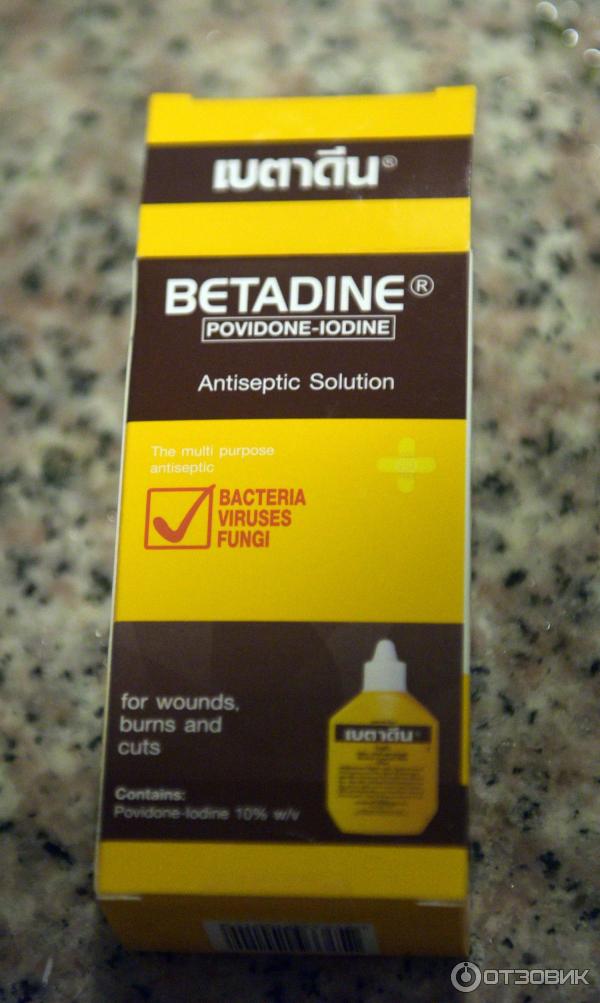 เบตาดีน®
BETADINE®
POVIDONE-IODINE
Antiseptic Solution
The multi purpose
antiseptic
BACTERIA
VIRUSES
FUNGI
for wounds,
burns and
cuts
เบตาดีน
Contains:
Povidone-Iodine 10% w/v
ОТЗОВИК